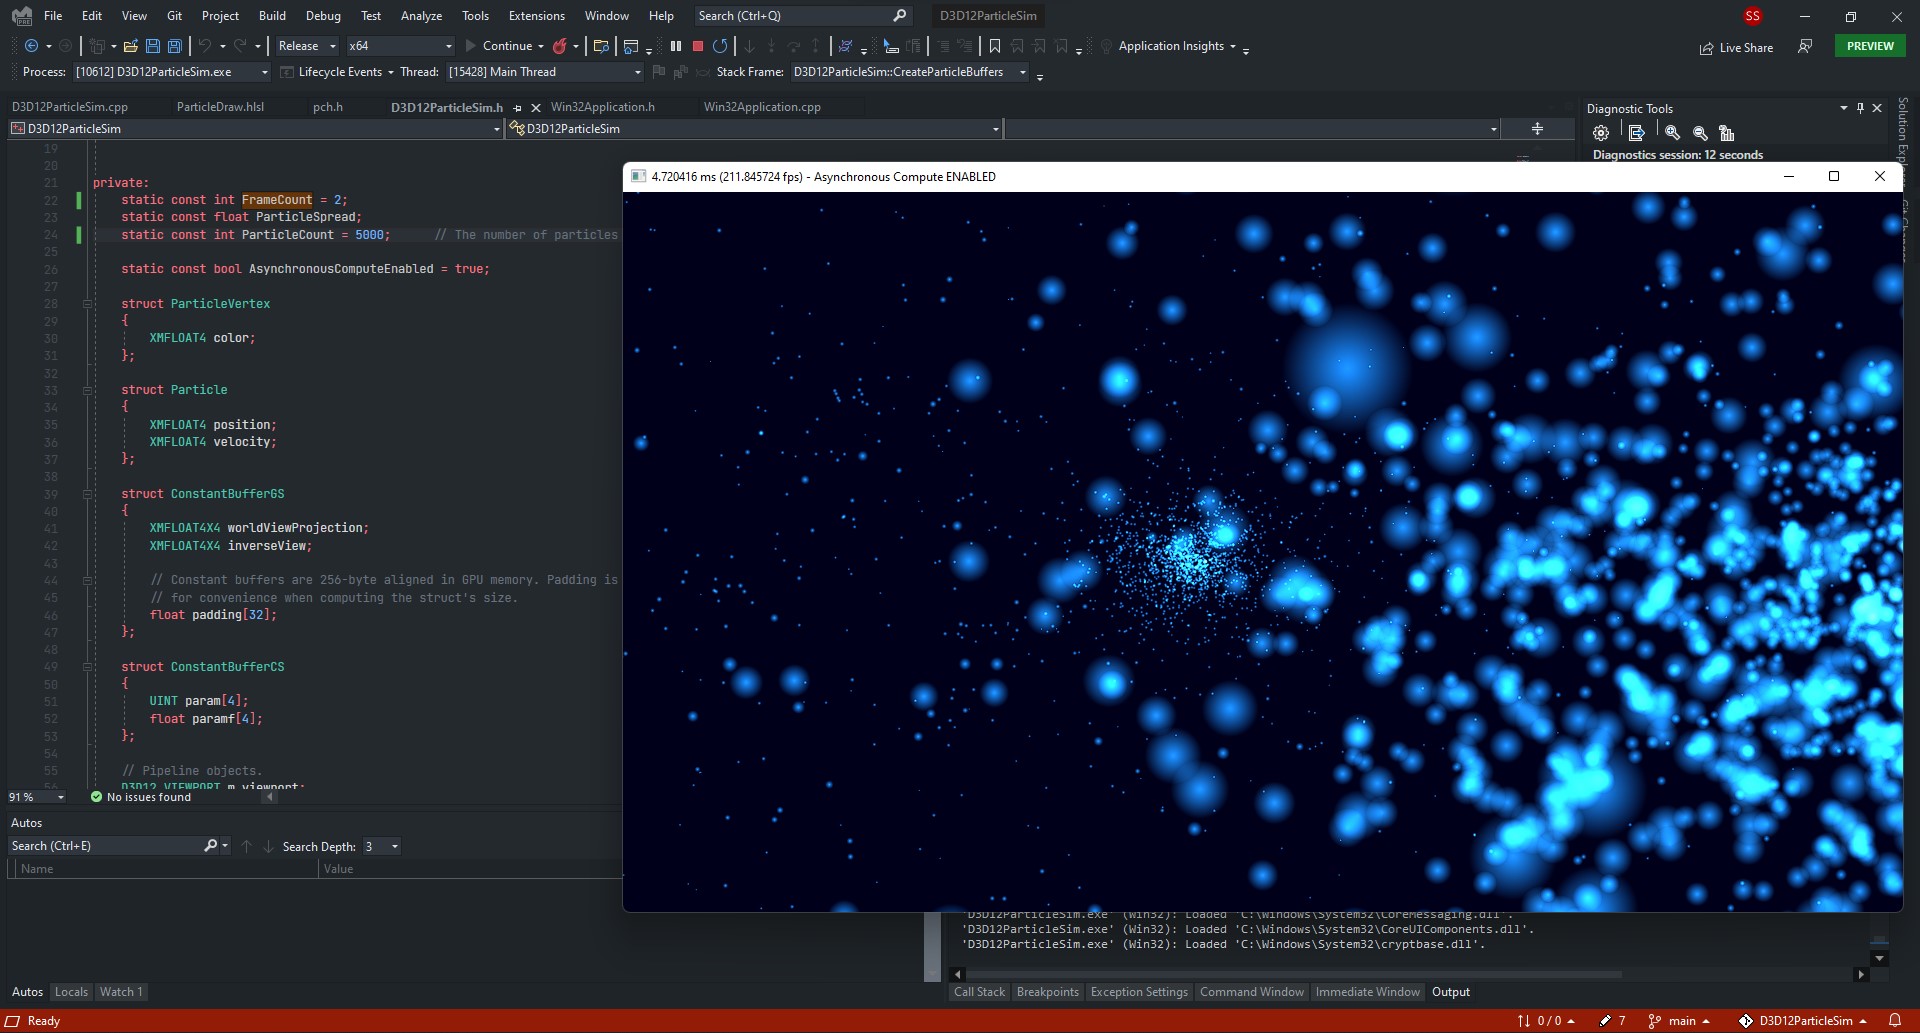 File Edit View Git Project Build Debug Test Analyze Tools Extensions Window Help Search (Ctrl+Q) D3D12ParticleSim SS
Release x64 Continue Application Insights Live Share PREVIEW
Process: [10612] D3D12ParticleSim.exe Lifecycle Events Thread: [15428] Main Thread Stack Frame: D3D12ParticleSim::CreateParticleBuffers
D3D12ParticleSim.cpp ParticleDraw.hlsl pch.h D3D12ParticleSim.h Win32Application.h Win32Application.cpp
D3D12ParticleSim D3D12ParticleSim
19
20
21 private:
22 static const int FrameCount = 2;
23 static const float ParticleSpread;
24 static const int ParticleCount = 5000; // The number of particles
25
26 static const bool AsynchronousComputeEnabled = true;
27
28 struct ParticleVertex
29 {
30 XMFLOAT4 color;
31 };
32
33 struct Particle
34 {
35 XMFLOAT4 position;
36 XMFLOAT4 velocity;
37 };
38
39 struct ConstantBufferGS
40 {
41 XMFLOAT4X4 worldViewProjection;
42 XMFLOAT4X4 inverseView;
43
44 // Constant buffers are 256-byte aligned in GPU memory. Padding is
45 // for convenience when computing the struct's size.
46 float padding[32];
47 };
48
49 struct ConstantBufferCS
50 {
51 UINT param[4];
52 float paramf[4];
53 };
54
55 // Pipeline objects.
56 D3D12_VIEWPORT m_viewport;
91 % No issues found
Diagnostic Tools
Diagnostics session: 12 seconds
Solution Explorer
Git Changes
4.720416 ms (211.845724 fps) - Asynchronous Compute ENABLED
Autos
Search (Ctrl+E) Search Depth: 3
Name Value
Autos Locals Watch 1
'D3D12ParticleSim.exe' (Win32): Loaded 'C:\Windows\System32\CoreMessaging.dll'.
'D3D12ParticleSim.exe' (Win32): Loaded 'C:\Windows\System32\CoreUIComponents.dll'.
'D3D12ParticleSim.exe' (Win32): Loaded 'C:\Windows\System32\cryptbase.dll'.
Call Stack Breakpoints Exception Settings Command Window Immediate Window Output
Ready 0 / 0 7 main D3D12ParticleSim